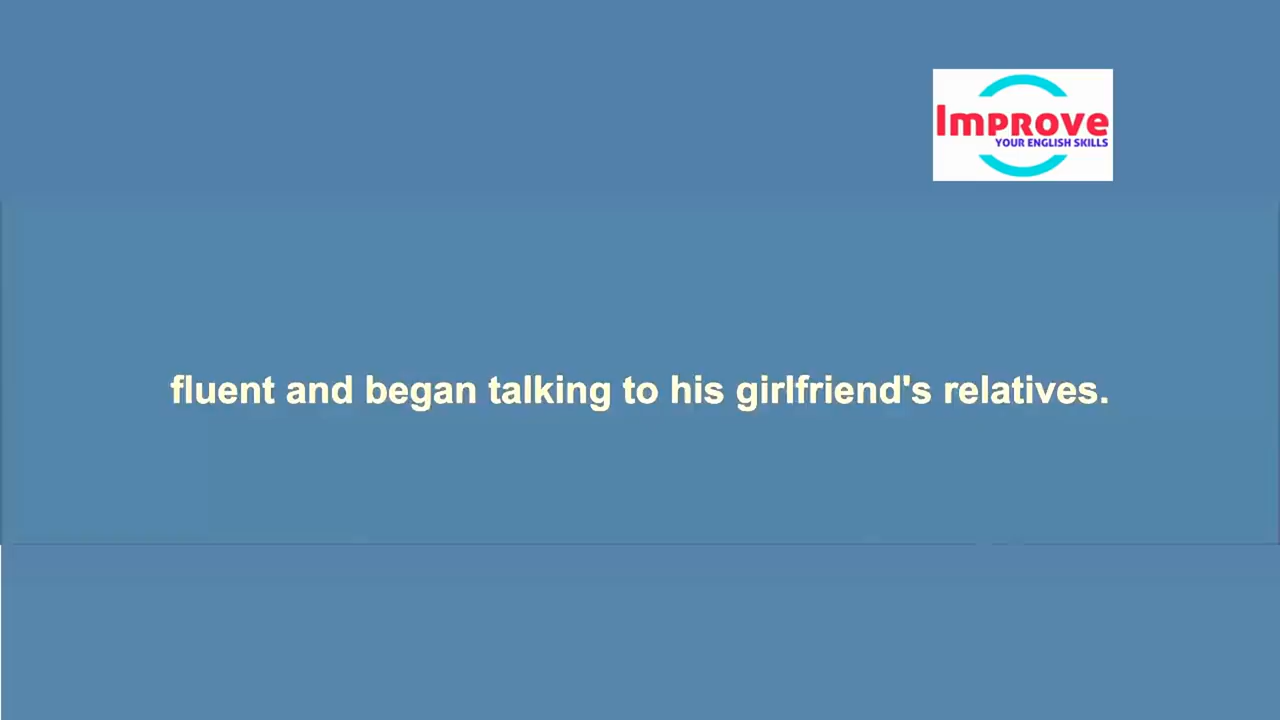 Improve
YOUR ENGLISH SKILLS
fluent and began talking to his girlfriend's relatives.